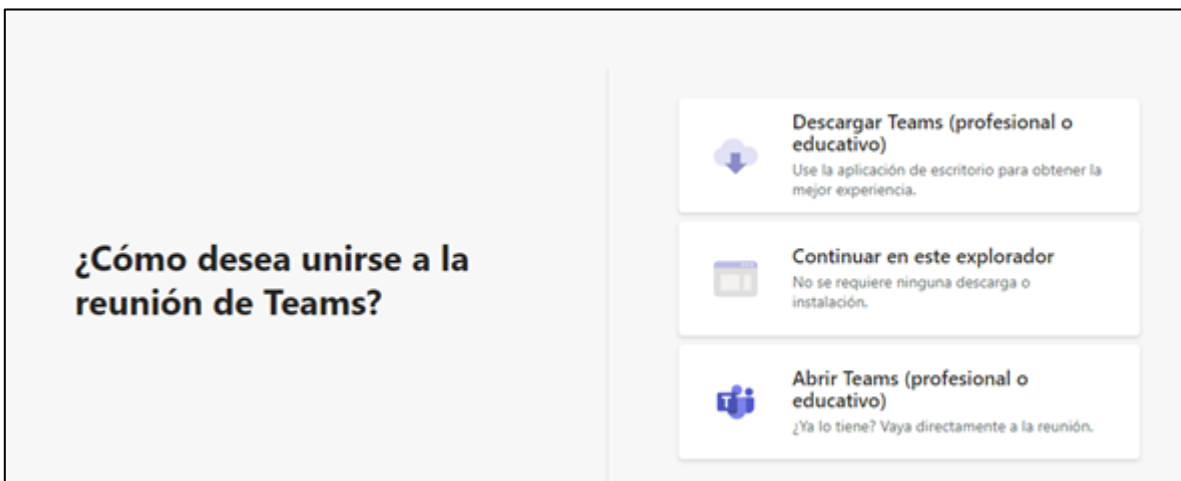 ¿Cómo desea unirse a la
reunión de Teams?
Descargar Teams (profesional o
educativo)
Use la aplicación de escritorio para obtener la
mejor experiencia.
Continuar en este explorador
No se requiere ninguna descarga o
instalación.
Abrir Teams (profesional o
educativo)
¿Ya lo tiene? Vaya directamente a la reunión.